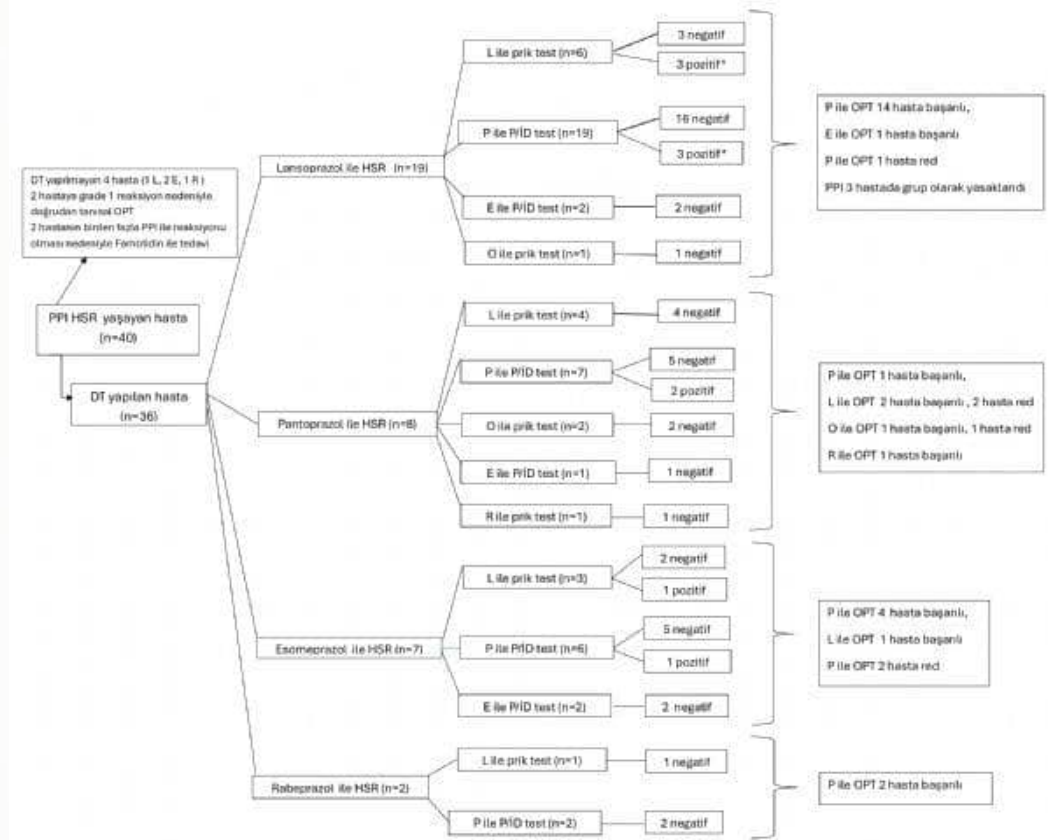 DT yapılmayan 4 hasta (1 L, 2 E, 1 R )
2 hastaya grade 1 reaksiyon nedeniyle
doğrudan tanısal OPT
2 hastanın birden fazla PPI ile reaksiyonu
olması nedeniyle Famotidin ile tedavi
PPI HSR yaşayan hasta
(n=40)
DT yapılan hasta
(n=36)
Lansoprazol ile HSR (n=19)
L ile prik test (n=6)
3 negatif
3 pozitif*
P ile P/İD test (n=19)
16 negatif
3 pozitif*
E ile P/İD test (n=2)
2 negatif
O ile prik test (n=1)
1 negatif
P ile OPT 14 hasta başarılı,
E ile OPT 1 hasta başarılı
P ile OPT 1 hasta red
PPI 3 hastada grup olarak yasaklandı
Pantoprazol ile HSR (n=8)
L ile prik test (n=4)
4 negatif
P ile P/İD test (n=7)
5 negatif
2 pozitif
O ile prik test (n=2)
2 negatif
E ile P/İD test (n=1)
1 negatif
R ile prik test (n=1)
1 negatif
P ile OPT 1 hasta başarılı,
L ile OPT 2 hasta başarılı , 2 hasta red
O ile OPT 1 hasta başarılı, 1 hasta red
R ile OPT 1 hasta başarılı
Esomeprazol ile HSR (n=7)
L ile prik test (n=3)
2 negatif
1 pozitif
P ile P/İD test (n=6)
5 negatif
1 pozitif
E ile P/İD test (n=2)
2 negatif
P ile OPT 4 hasta başarılı,
L ile OPT 1 hasta başarılı
P ile OPT 2 hasta red
Rabeprazol ile HSR (n=2)
L ile prik test (n=1)
1 negatif
P ile P/İD test (n=2)
2 negatif
P ile OPT 2 hasta başarılı